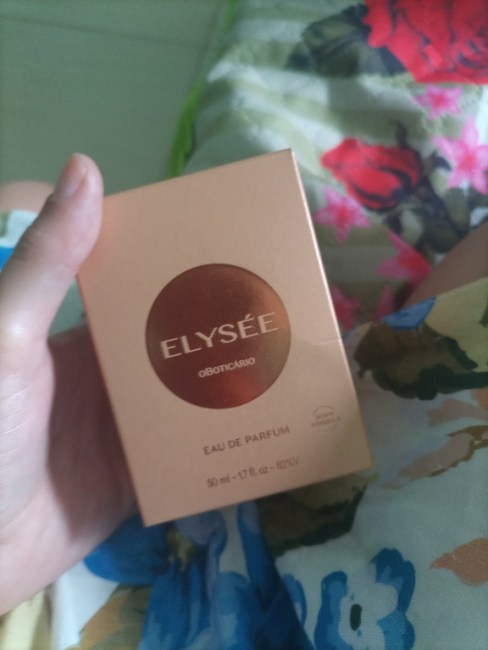 ELYSÉE
oBOTICÁRIO
EAU DE PARFUM
50 ml - 1.7 fl. oz -